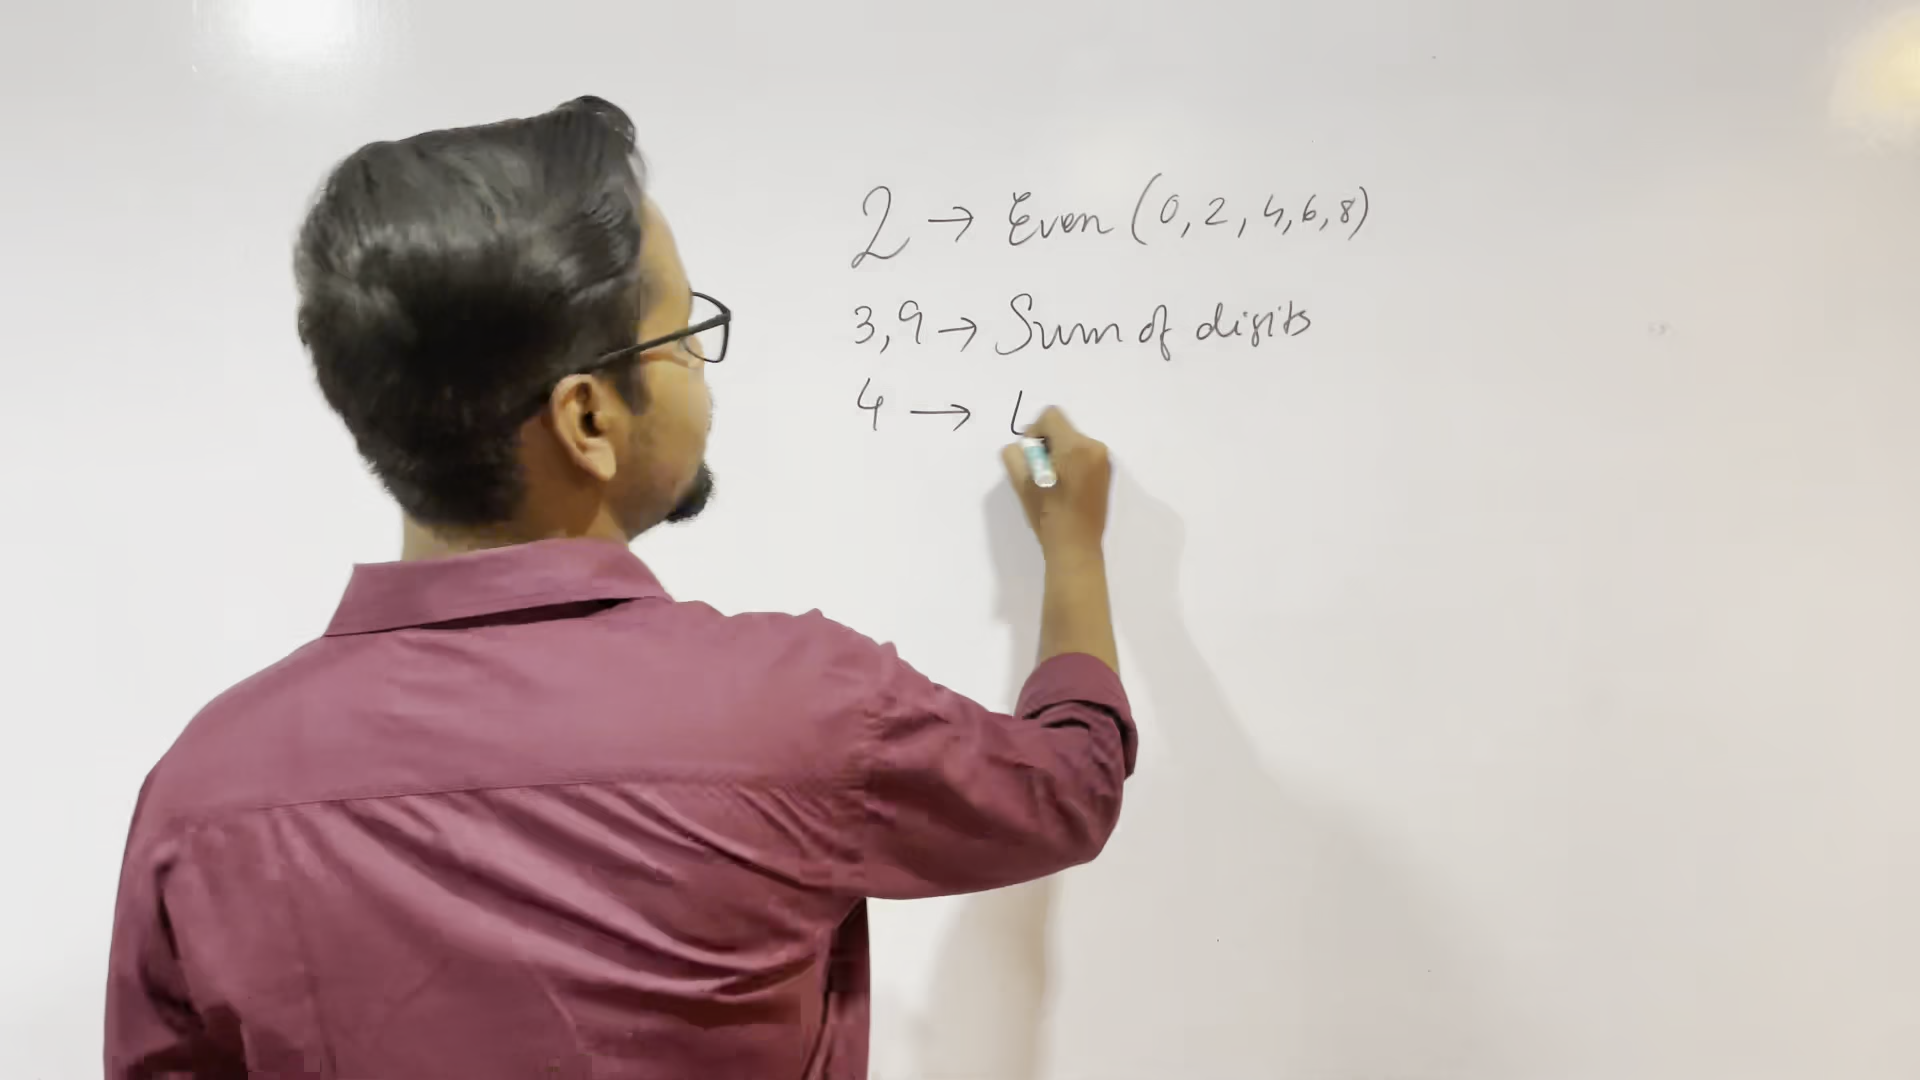 2 → Even (0, 2, 4, 6, 8)
3, 9 → Sum of digits
4 → L